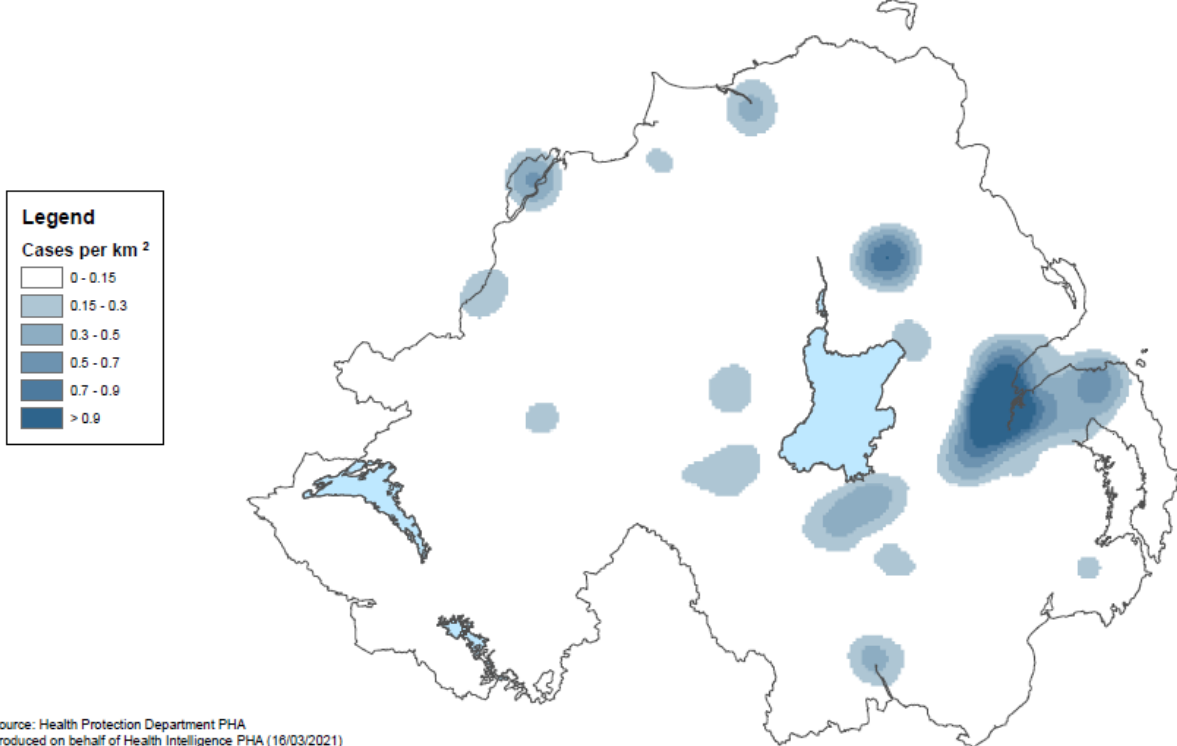 Legend
Cases per km ²
0 - 0.15
0.15 - 0.3
0.3 - 0.5
0.5 - 0.7
0.7 - 0.9
> 0.9
ource: Health Protection Department PHA
roduced on behalf of Health Intelligence PHA (16/03/2021)